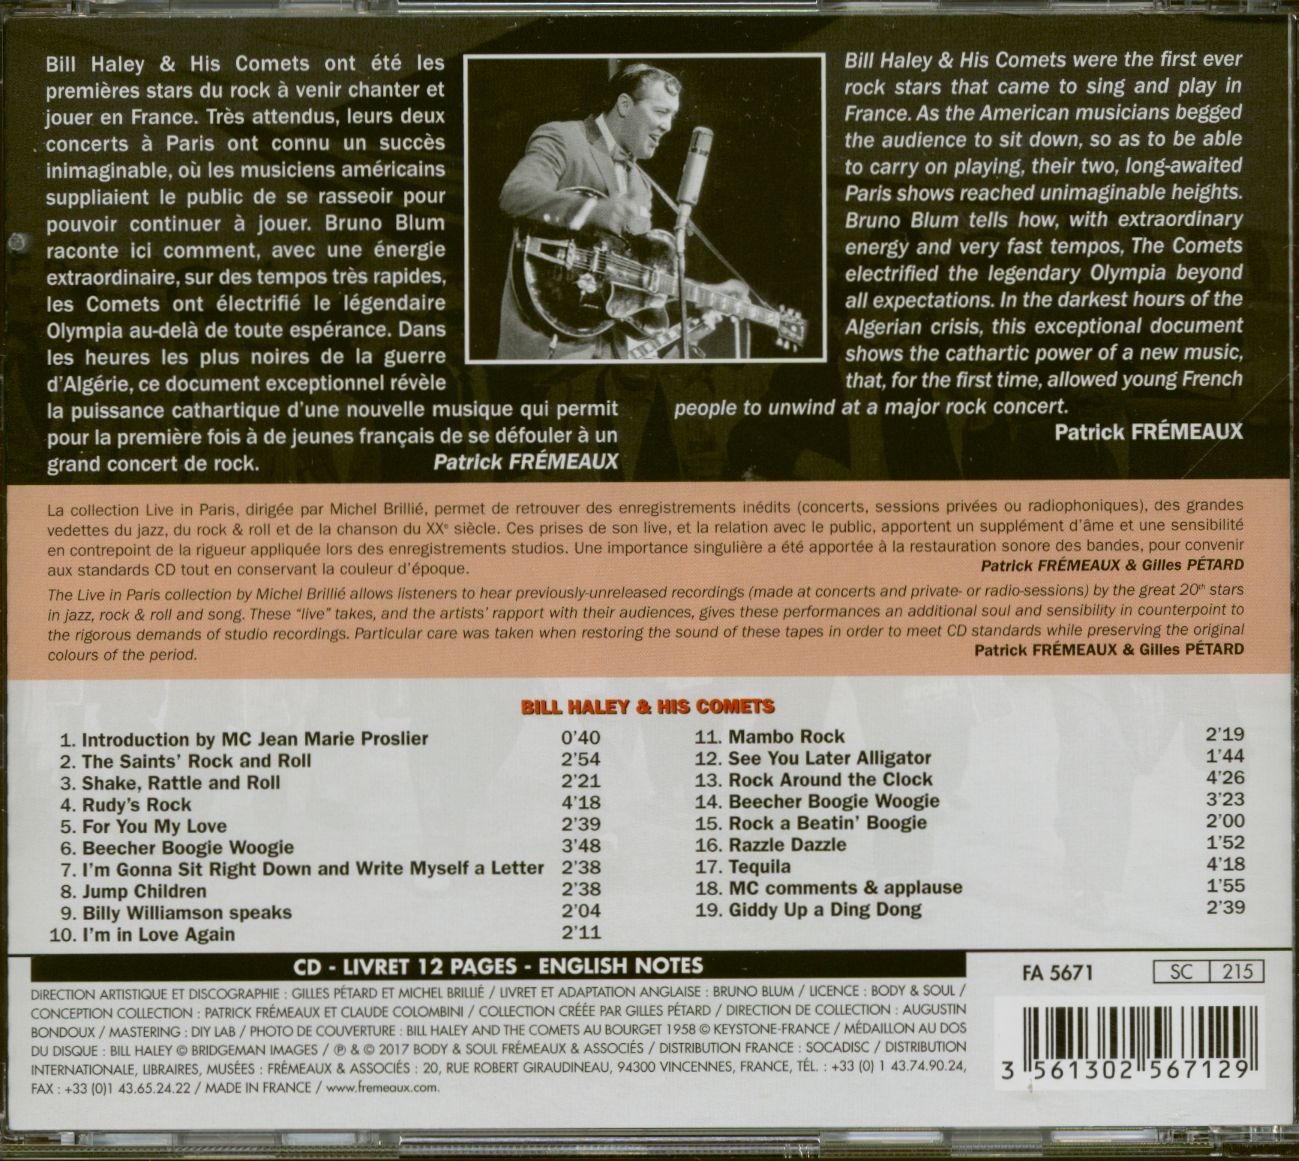 Bill Haley & His Comets ont été les
premières stars du rock à venir chanter et
jouer en France. Très attendus, leurs deux
concerts à Paris ont connu un succès
inimaginable, où les musiciens américains
suppliaient le public de se rasseoir pour
pouvoir continuer à jouer. Bruno Blum
raconte ici comment, avec une énergie
extraordinaire, sur des tempos très rapides,
les Comets ont électrifié le légendaire
Olympia au-delà de toute espérance. Dans
les heures les plus noires de la guerre
d'Algérie, ce document exceptionnel révèle
la puissance cathartique d'une nouvelle musique qui permit
pour la première fois à de jeunes français de se défouler à un
grand concert de rock. Patrick FRÉMEAUX
Bill Haley & His Comets were the first ever
rock stars that came to sing and play in
France. As the American musicians begged
the audience to sit down, so as to be able
to carry on playing, their two, long-awaited
Paris shows reached unimaginable heights.
Bruno Blum tells how, with extraordinary
energy and very fast tempos, The Comets
electrified the legendary Olympia beyond
all expectations. In the darkest hours of the
Algerian crisis, this exceptional document
shows the cathartic power of a new music,
that, for the first time, allowed young French
people to unwind at a major rock concert.
Patrick FRÉMEAUX
La collection Live in Paris, dirigée par Michel Brillié, permet de retrouver des enregistrements inédits (concerts, sessions privées ou radiophoniques), des grandes
vedettes du jazz, du rock & roll et de la chanson du XXe siècle. Ces prises de son live, et la relation avec le public, apportent un supplément d'âme et une sensibilité
en contrepoint de la rigueur appliquée lors des enregistrements studios. Une importance singulière a été apportée à la restauration sonore des bandes, pour convenir
aux standards CD tout en conservant la couleur d'époque. Patrick FRÉMEAUX & Gilles PÉTARD
The Live in Paris collection by Michel Brillié allows listeners to hear previously-unreleased recordings (made at concerts and private- or radio-sessions) by the great 20th stars
in jazz, rock & roll and song. These "live" takes, and the artists' rapport with their audiences, gives these performances an additional soul and sensibility in counterpoint to
the rigorous demands of studio recordings. Particular care was taken when restoring the sound of these tapes in order to meet CD standards while preserving the original
colours of the period. Patrick FRÉMEAUX & Gilles PÉTARD
BILL HALEY & HIS COMETS
1. Introduction by MC Jean Marie Proslier 0'40
2. The Saints' Rock and Roll 2'54
3. Shake, Rattle and Roll 2'21
4. Rudy's Rock 4'18
5. For You My Love 2'39
6. Beecher Boogie Woogie 3'48
7. I'm Gonna Sit Right Down and Write Myself a Letter 2'38
8. Jump Children 2'38
9. Billy Williamson speaks 2'04
10. I'm in Love Again 2'11
11. Mambo Rock 2'19
12. See You Later Alligator 1'44
13. Rock Around the Clock 4'26
14. Beecher Boogie Woogie 3'23
15. Rock a Beatin' Boogie 2'00
16. Razzle Dazzle 1'52
17. Tequila 4'18
18. MC comments & applause 1'55
19. Giddy Up a Ding Dong 2'39
CD - LIVRET 12 PAGES - ENGLISH NOTES
DIRECTION ARTISTIQUE ET DISCOGRAPHIE : GILLES PÉTARD ET MICHEL BRILLIÉ / LIVRET ET ADAPTATION ANGLAISE : BRUNO BLUM / LICENCE : BODY & SOUL /
CONCEPTION COLLECTION : PATRICK FRÉMEAUX ET CLAUDE COLOMBINI / COLLECTION CRÉÉE PAR GILLES PÉTARD / DIRECTION DE COLLECTION : AUGUSTIN
BONDOUX / MASTERING : DIY LAB / PHOTO DE COUVERTURE : BILL HALEY AND THE COMETS AU BOURGET 1958 © KEYSTONE-FRANCE / MÉDAILLON AU DOS
DU DISQUE : BILL HALEY © BRIDGEMAN IMAGES / ℗ & © 2017 BODY & SOUL FRÉMEAUX & ASSOCIÉS / DISTRIBUTION FRANCE : SOCADISC / DISTRIBUTION
INTERNATIONALE, LIBRAIRES, MUSÉES : FRÉMEAUX & ASSOCIÉS : 20, RUE ROBERT GIRAUDINEAU, 94300 VINCENNES, FRANCE, TÉL. : +33 (0) 1 43.74.90.24,
FAX : +33 (0)1 43.65.24.22 / MADE IN FRANCE / www.fremeaux.com.
FA 5671
SC 215
3 561302 567129